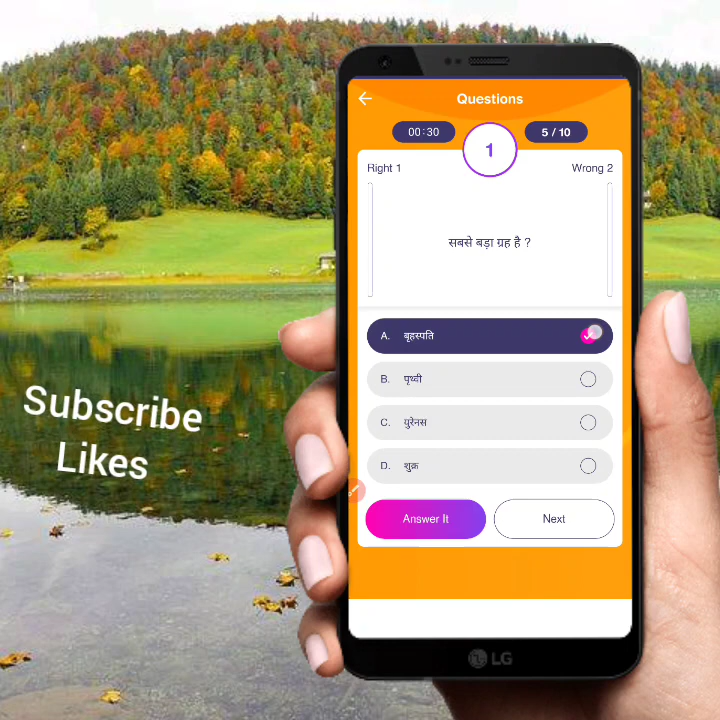 Questions
00:30
5 / 10
1
Right 1
Wrong 2
सबसे बड़ा ग्रह है ?
A. बृहस्पति
B. पृथ्वी
C. युरेनस
D. शुक्र
Answer It
Next
Subscribe
Likes
LG